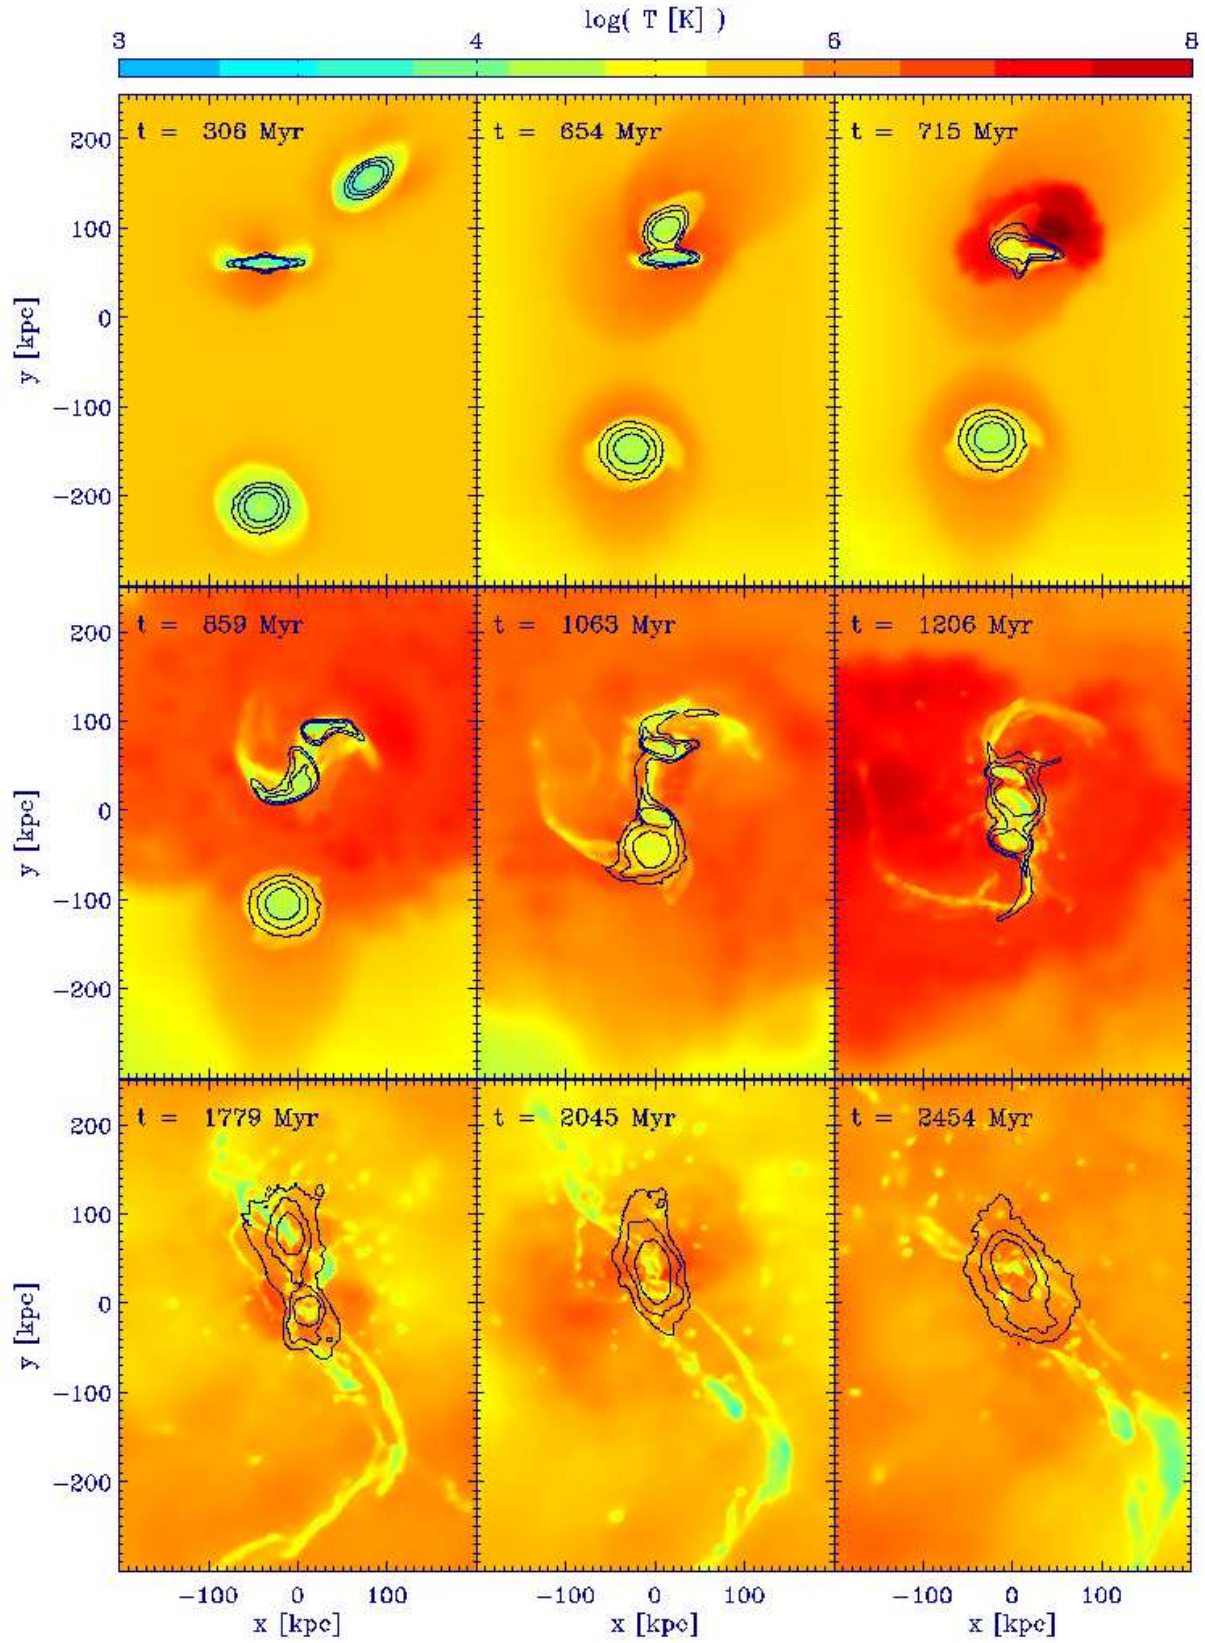 log( T [K] )
3 4 6 8
t = 306 Myr t = 654 Myr t = 715 Myr
200
100
0
−100
−200
y [kpc]
t = 859 Myr t = 1063 Myr t = 1206 Myr
200
100
0
−100
−200
y [kpc]
t = 1779 Myr t = 2045 Myr t = 2454 Myr
200
100
0
−100
−200
y [kpc]
−100 0 100 −100 0 100 −100 0 100
x [kpc] x [kpc] x [kpc]